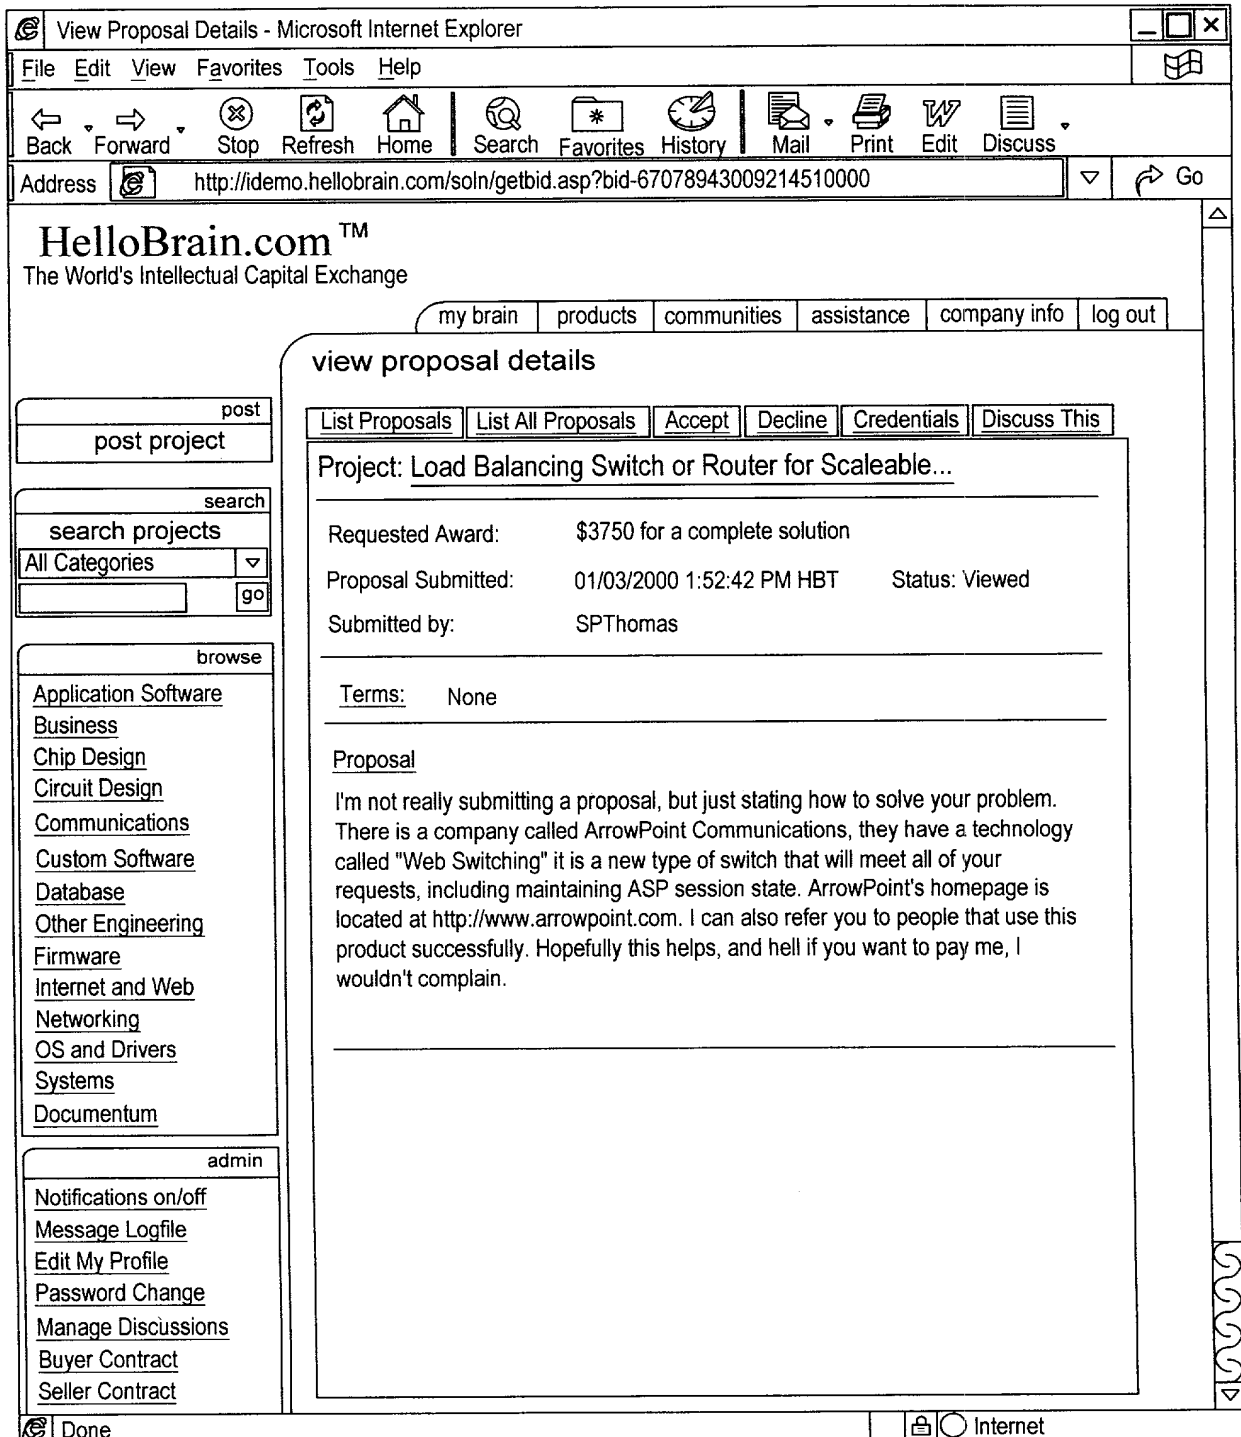 View Proposal Details - Microsoft Internet Explorer
File Edit View Favorites Tools Help
Back Forward Stop Refresh Home Search Favorites History Mail Print Edit Discuss
Address http://idemo.hellobrain.com/soln/getbid.asp?bid-67078943009214510000 Go
HelloBrain.com™
The World's Intellectual Capital Exchange
my brain products communities assistance company info log out
view proposal details
post
post project
search
search projects
All Categories
go
browse
Application Software
Business
Chip Design
Circuit Design
Communications
Custom Software
Database
Other Engineering
Firmware
Internet and Web
Networking
OS and Drivers
Systems
Documentum
admin
Notifications on/off
Message Logfile
Edit My Profile
Password Change
Manage Discussions
Buyer Contract
Seller Contract
List Proposals List All Proposals Accept Decline Credentials Discuss This
Project: Load Balancing Switch or Router for Scaleable...
Requested Award: $3750 for a complete solution
Proposal Submitted: 01/03/2000 1:52:42 PM HBT Status: Viewed
Submitted by: SPThomas
Terms: None
Proposal
I'm not really submitting a proposal, but just stating how to solve your problem.
There is a company called ArrowPoint Communications, they have a technology
called "Web Switching" it is a new type of switch that will meet all of your
requests, including maintaining ASP session state. ArrowPoint's homepage is
located at http://www.arrowpoint.com. I can also refer you to people that use this
product successfully. Hopefully this helps, and hell if you want to pay me, I
wouldn't complain.
Done Internet